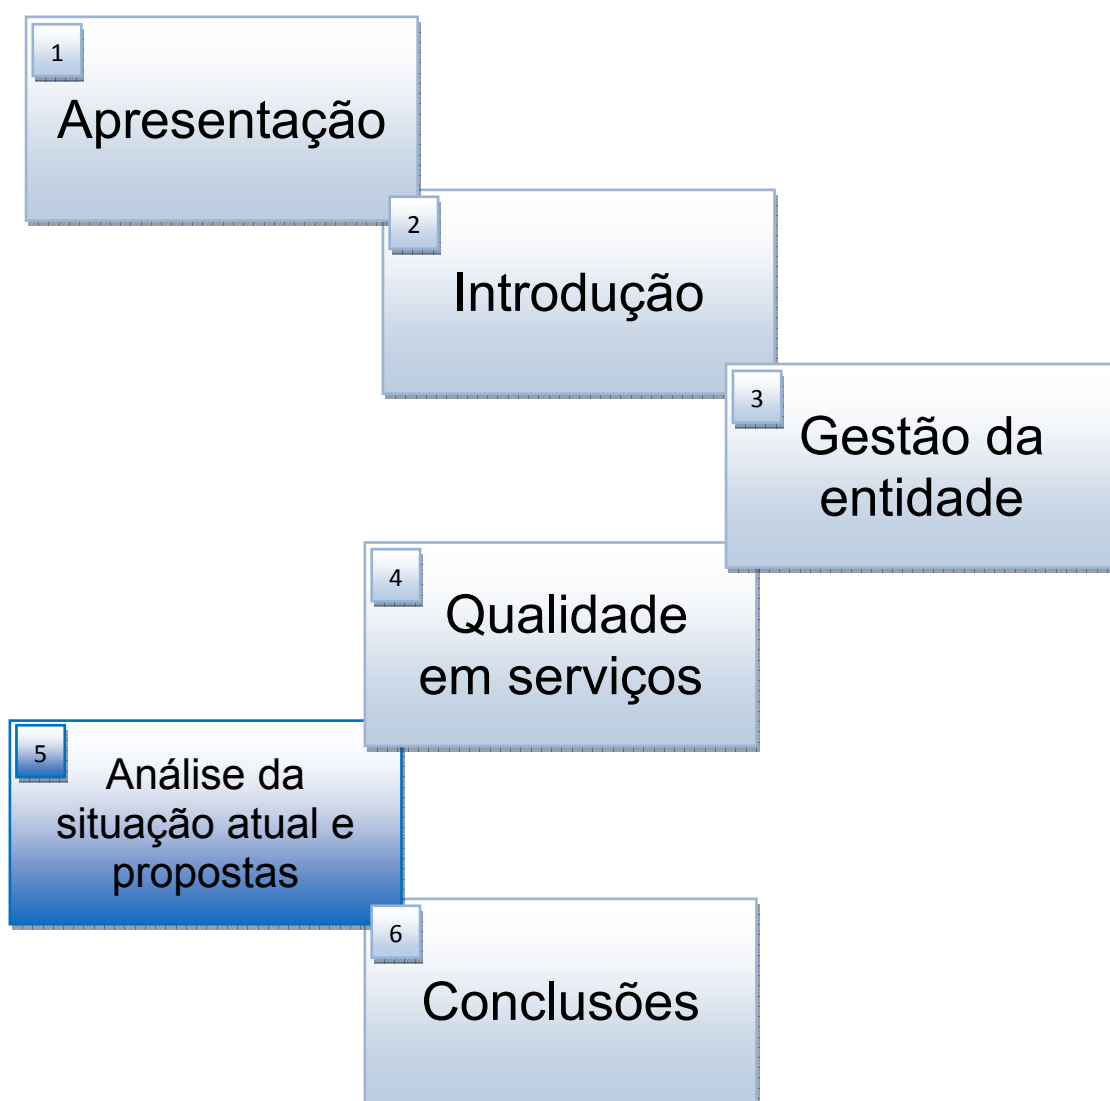 1
Apresentação
2
Introdução
3
Gestão da
entidade
4
Qualidade
em serviços
5
Análise da
situação atual e
propostas
6
Conclusões